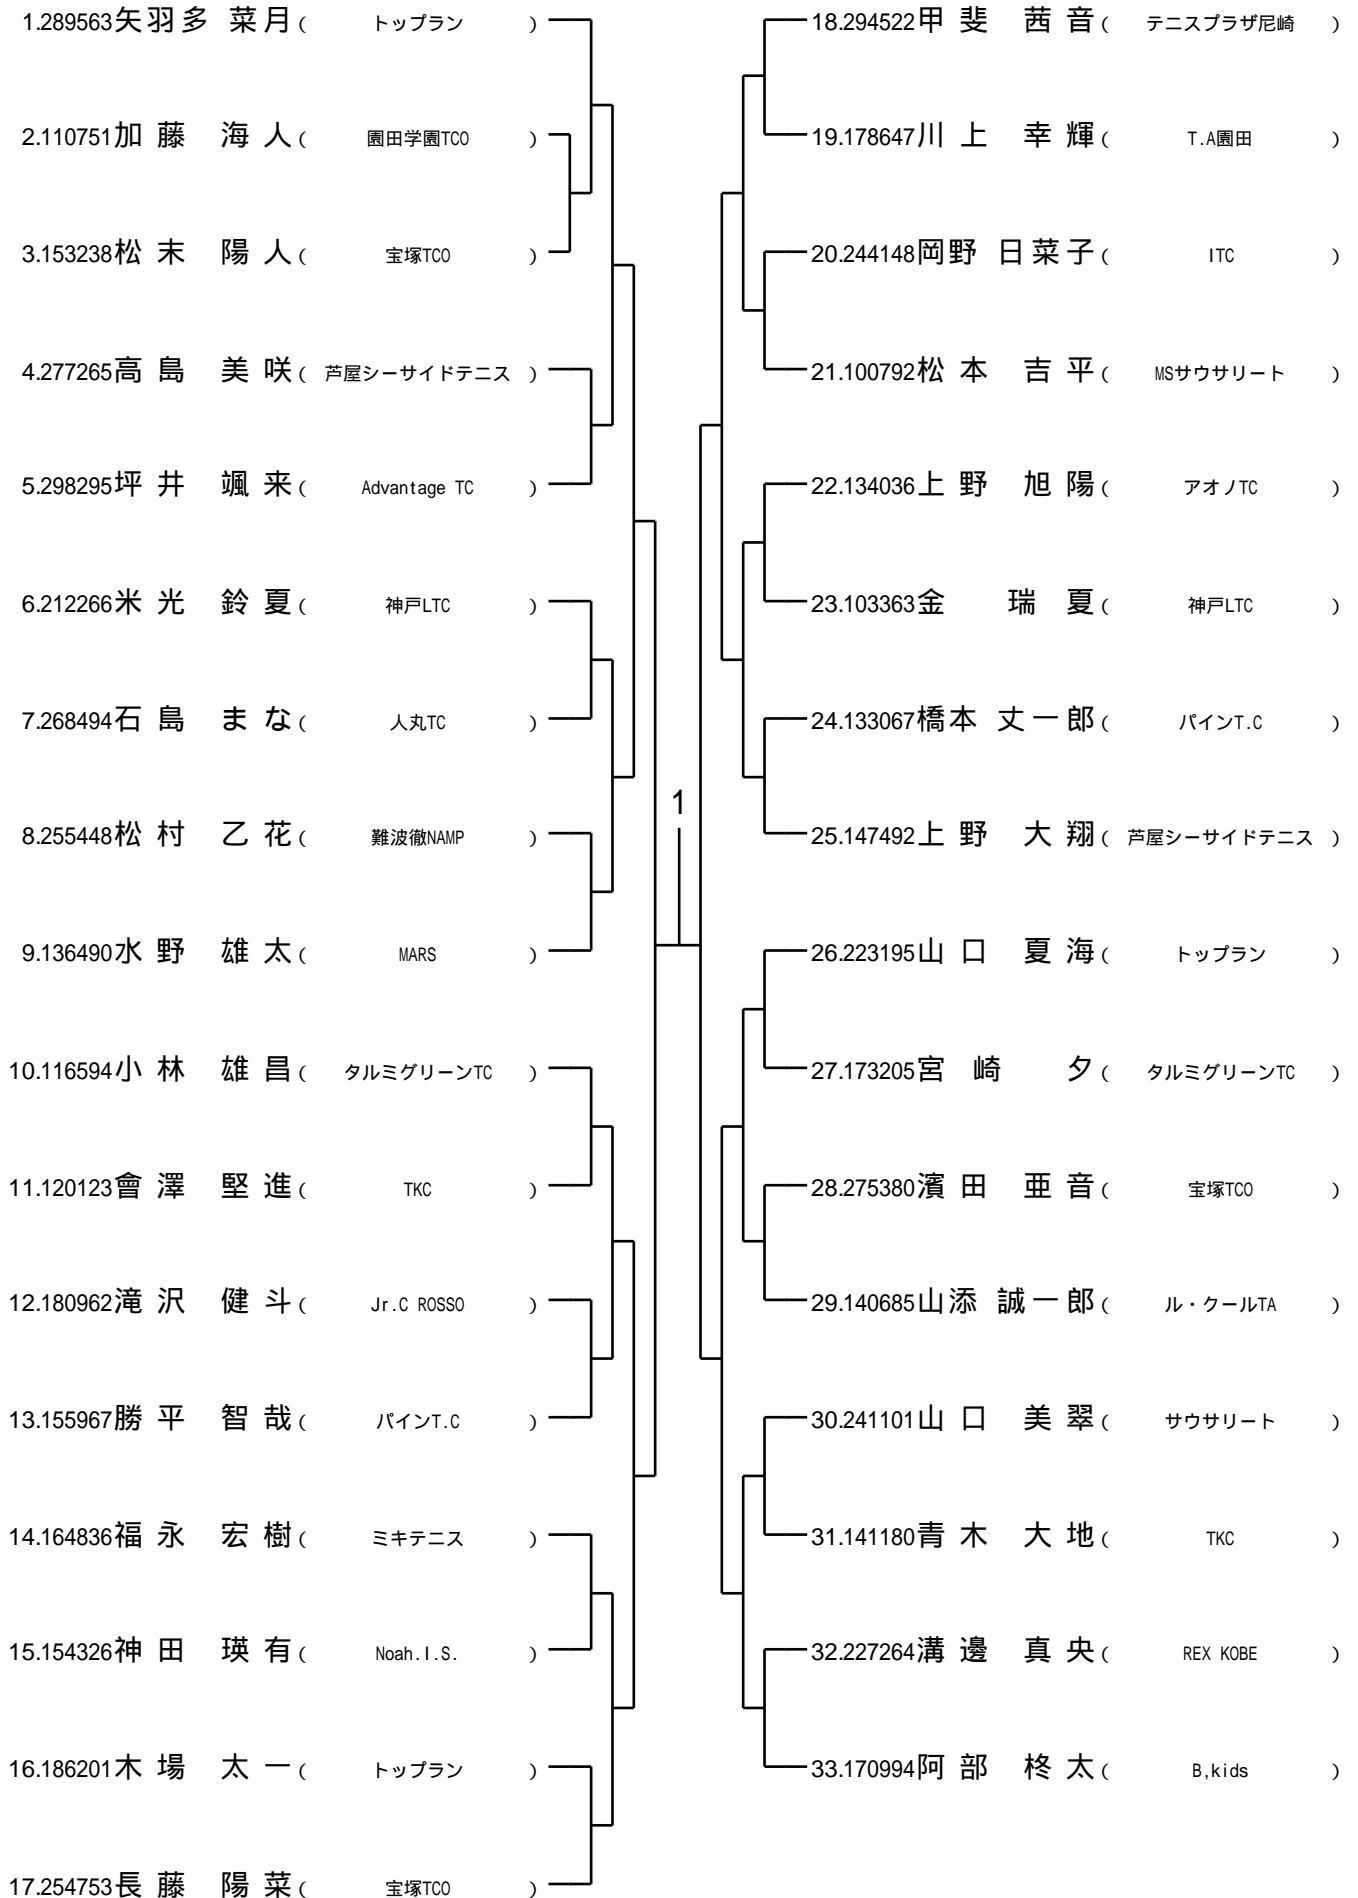 1.289563矢羽多 菜月( トップラン )
2.110751加藤 海人( 園田学園TCO )
3.153238松末 陽人( 宝塚TCO )
4.277265高島 美咲( 芦屋シーサイドテニス )
5.298295坪井 颯来( Advantage TC )
6.212266米光 鈴夏( 神戸LTC )
7.268494石島 まな( 人丸TC )
8.255448松村 乙花( 難波徹NAMP )
9.136490水野 雄太( MARS )
10.116594小林 雄昌( タルミグリーンTC )
11.120123會澤 堅進( TKC )
12.180962滝沢 健斗( Jr.C ROSSO )
13.155967勝平 智哉( パインT.C )
14.164836福永 宏樹( ミキテニス )
15.154326神田 瑛有( Noah.I.S. )
16.186201木場 太一( トップラン )
17.254753長藤 陽菜( 宝塚TCO )
1
18.294522甲斐 茜音( テニスプラザ尼崎 )
19.178647川上 幸輝( T.A園田 )
20.244148岡野 日菜子( ITC )
21.100792松本 吉平( MSサウサリート )
22.134036上野 旭陽( アオノTC )
23.103363金 瑞夏( 神戸LTC )
24.133067橋本 丈一郎( パインT.C )
25.147492上野 大翔( 芦屋シーサイドテニス )
26.223195山口 夏海( トップラン )
27.173205宮崎 夕( タルミグリーンTC )
28.275380濱田 亜音( 宝塚TCO )
29.140685山添 誠一郎( ル・クールTA )
30.241101山口 美翠( サウサリート )
31.141180青木 大地( TKC )
32.227264溝邊 真央( REX KOBE )
33.170994阿部 柊太( B,kids )